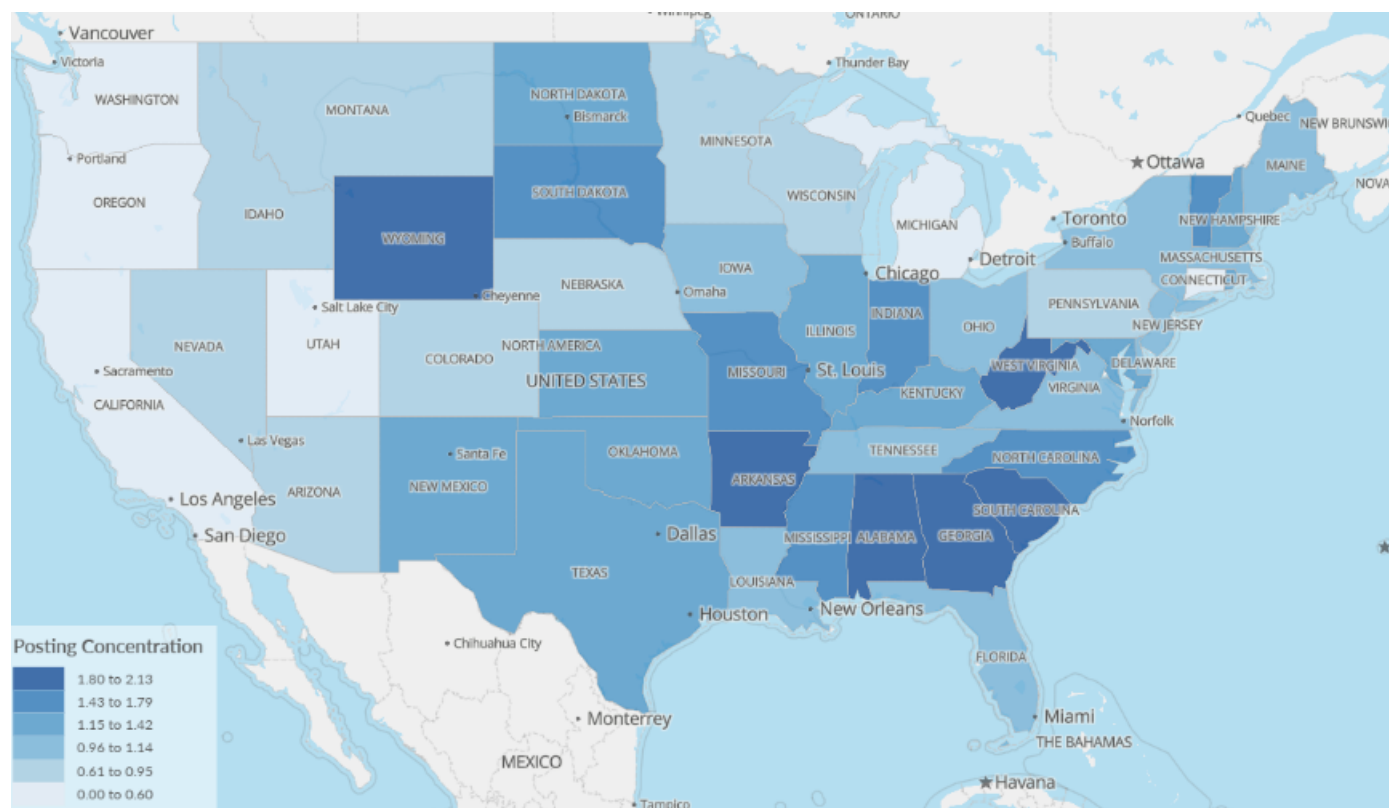 Winnipeg
ONTARIO
Vancouver
Victoria
Thunder Bay
WASHINGTON
NORTH DAKOTA
MONTANA
Bismarck
Quebec
NEW BRUNSWI
MINNESOTA
Portland
Ottawa
MAINE
SOUTH DAKOTA
WISCONSIN
NOVA
OREGON
IDAHO
MICHIGAN
Toronto
NEW HAMPSHIRE
WYOMING
Buffalo
Detroit
MASSACHUSETTS
IOWA
Chicago
CONNECTICUT
NEBRASKA
Omaha
Cheyenne
Salt Lake City
PENNSYLVANIA
INDIANA
OHIO
NEW JERSEY
ILLINOIS
NEVADA
UTAH
COLORADO
NORTH AMERICA
WEST VIRGINIA
DELAWARE
Sacramento
MISSOURI
St. Louis
UNITED STATES
VIRGINIA
KENTUCKY
CALIFORNIA
Norfolk
Las Vegas
Santa Fe
OKLAHOMA
TENNESSEE
NORTH CAROLINA
ARKANSAS
NEW MEXICO
ARIZONA
Los Angeles
SOUTH CAROLINA
San Diego
Dallas
MISSISSIPPI
ALABAMA
GEORGIA
TEXAS
LOUISIANA
New Orleans
Houston
Chihuahua City
FLORIDA
Miami
Monterrey
THE BAHAMAS
MEXICO
Havana
Tampico
Posting Concentration
1.80 to 2.13
1.43 to 1.79
1.15 to 1.42
0.96 to 1.14
0.61 to 0.95
0.00 to 0.60